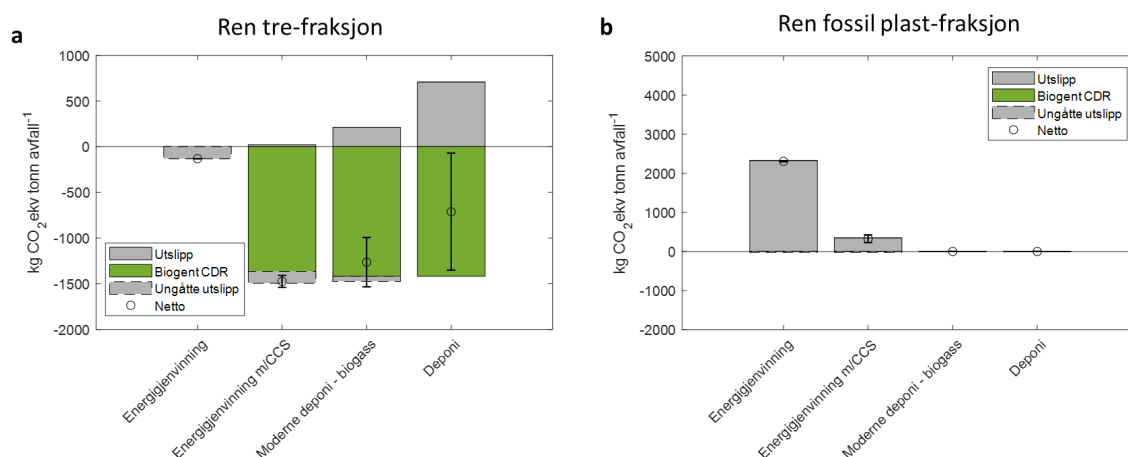 a
Ren tre-fraksjon
kg CO2ekv tonn avfall-1
1000
500
0
-500
-1000
-1500
-2000
Utslipp
Biogent CDR
Ungåtte utslipp
Netto
Energigjenvinning
Energigjenvinning m/CCS
Moderne deponi - biogass
Deponi
b
Ren fossil plast-fraksjon
kg CO2ekv tonn avfall-1
5000
4000
3000
2000
1000
0
-1000
-2000
Utslipp
Biogent CDR
Ungåtte utslipp
Netto
Energigjenvinning
Energigjenvinning m/CCS
Moderne deponi - biogass
Deponi